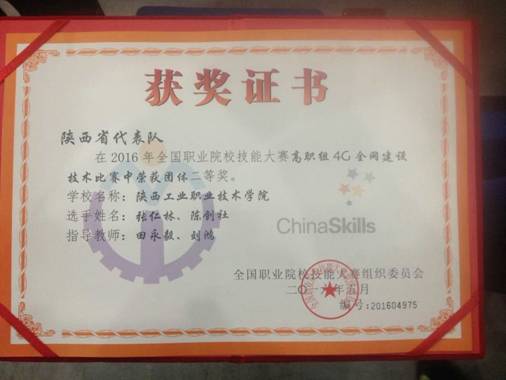 获奖证书
陕西省代表队
在2016年全国职业院校技能大赛高职组4G全网建设
技术比赛中荣获团体二等奖。
学校名称：陕西工业职业技术学院
选手姓名：张仁林、陈创社
指导教师：田永毅、刘鸿
ChinaSkills
全国职业院校技能大赛组织委员会
二〇一六年五月
编号：201604975